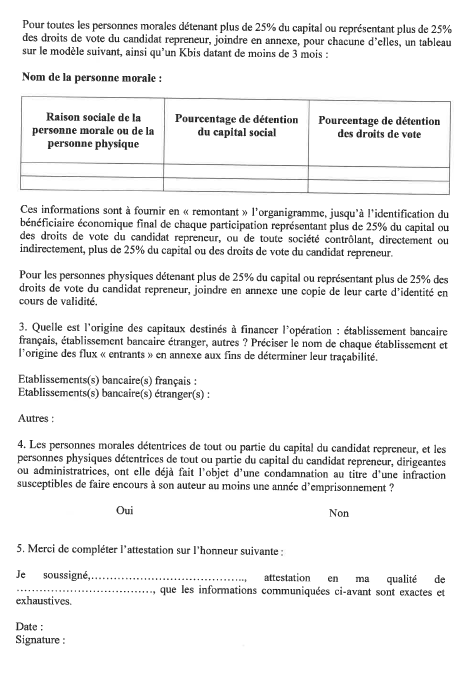 Pour toutes les personnes morales détenant plus de 25% du capital ou représentant plus de 25%
des droits de vote du candidat repreneur, joindre en annexe, pour chacune d'elles, un tableau
sur le modèle suivant, ainsi qu'un Kbis datant de moins de 3 mois :
Nom de la personne morale :
Raison sociale de la
personne morale ou de la
personne physique
Pourcentage de détention
du capital social
Pourcentage de détention
des droits de vote
Ces informations sont à fournir en « remontant » l'organigramme, jusqu'à l'identification du
bénéficiaire économique final de chaque participation représentant plus de 25% du capital ou
des droits de vote du candidat repreneur, ou de toute société contrôlant, directement ou
indirectement, plus de 25% du capital ou des droits de vote du candidat repreneur.
Pour les personnes physiques détenant plus de 25% du capital ou représentant plus de 25% des
droits de vote du candidat repreneur, joindre en annexe une copie de leur carte d'identité en
cours de validité.
3. Quelle est l'origine des capitaux destinés à financer l'opération : établissement bancaire
français, établissement bancaire étranger, autres ? Préciser le nom de chaque établissement et
l'origine des flux « entrants » en annexe aux fins de déterminer leur traçabilité.
Etablissements(s) bancaire(s) français :
Etablissements(s) bancaire(s) étranger(s) :
Autres :
4. Les personnes morales détentrices de tout ou partie du capital du candidat repreneur, et les
personnes physiques détentrices de tout ou partie du capital du candidat repreneur, dirigeantes
ou administratrices, ont elle déjà fait l'objet d'une condamnation au titre d'une infraction
susceptibles de faire encours à son auteur au moins une année d'emprisonnement ?
Oui Non
5. Merci de compléter l'attestation sur l'honneur suivante :
Je soussigné,........................................, attestation en ma qualité de
..................................., que les informations communiquées ci-avant sont exactes et
exhaustives.
Date :
Signature :